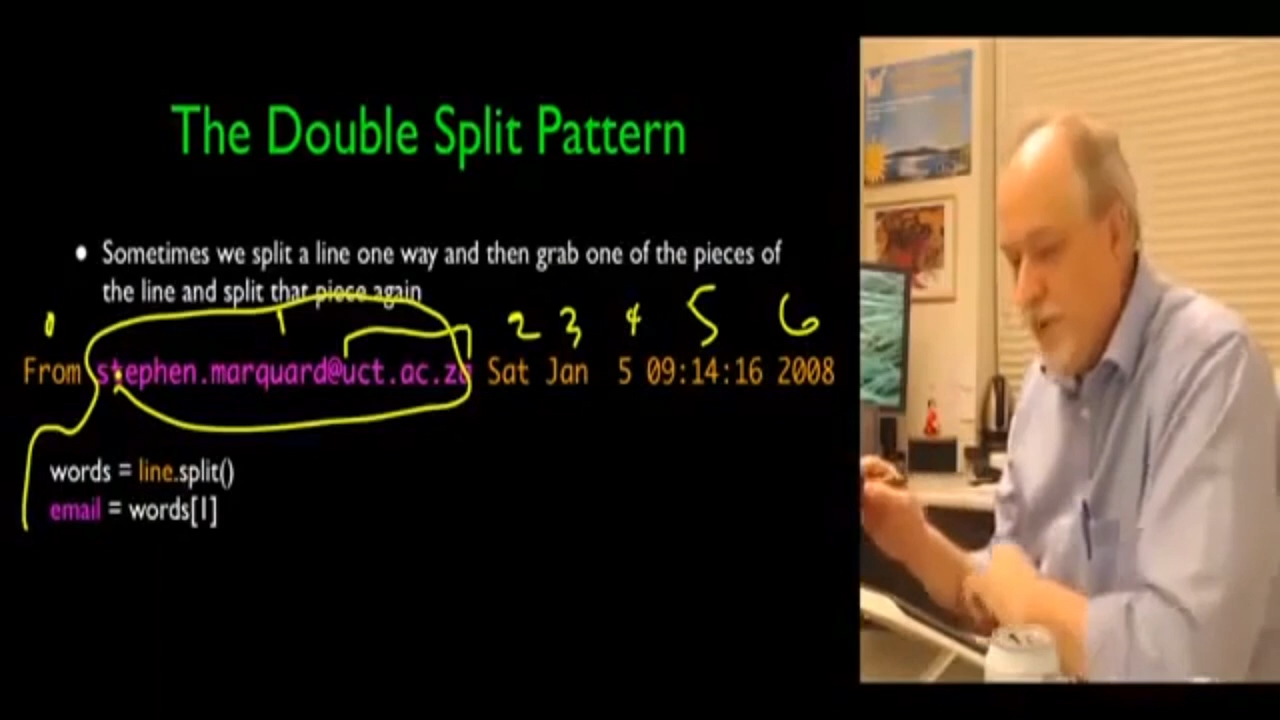 The Double Split Pattern
• Sometimes we split a line one way and then grab one of the pieces of
the line and split that piece again
0 1 2 3 4 5 6
From stephen.marquard@uct.ac.za Sat Jan 5 09:14:16 2008
words = line.split()
email = words[1]